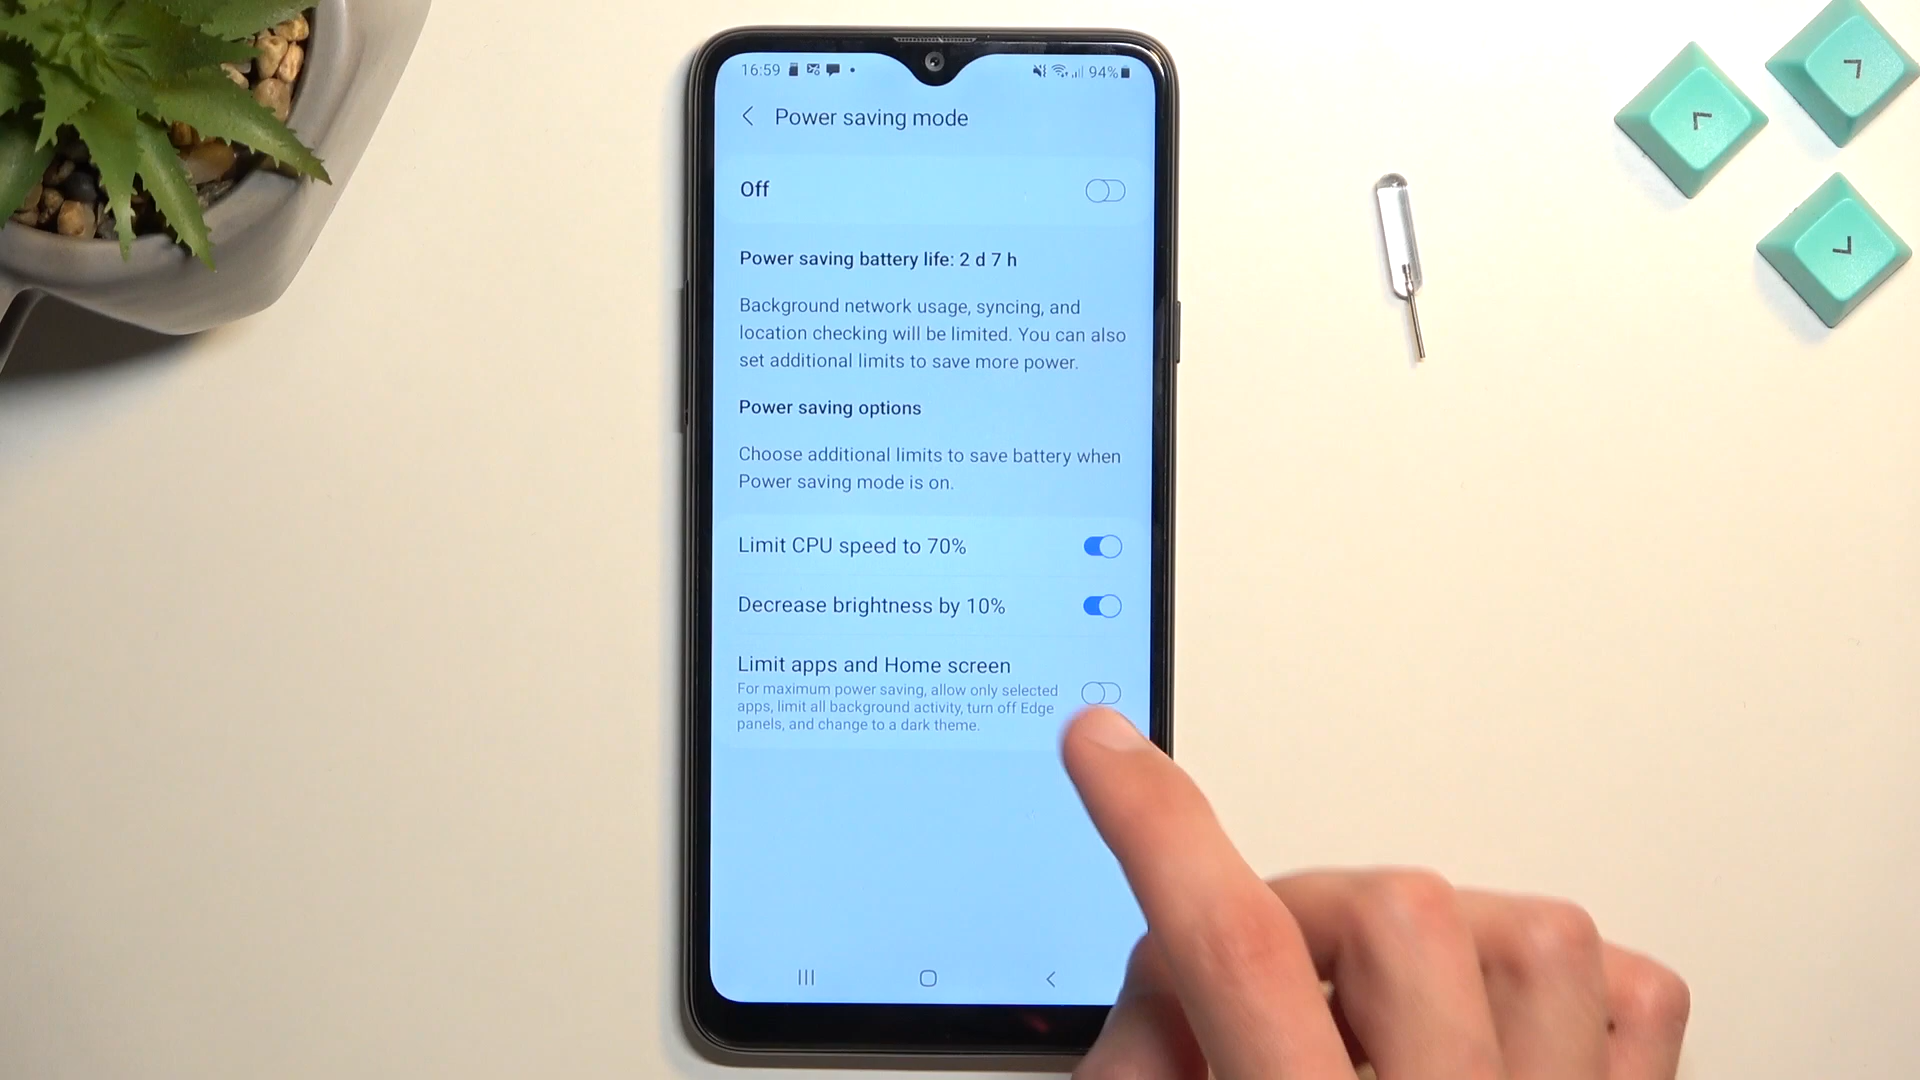 16:59 94%
Power saving mode
Off
Power saving battery life: 2 d 7 h
Background network usage, syncing, and
location checking will be limited. You can also
set additional limits to save more power.
Power saving options
Choose additional limits to save battery when
Power saving mode is on.
Limit CPU speed to 70%
Decrease brightness by 10%
Limit apps and Home screen
For maximum power saving, allow only selected
apps, limit all background activity, turn off Edge
panels, and change to a dark theme.